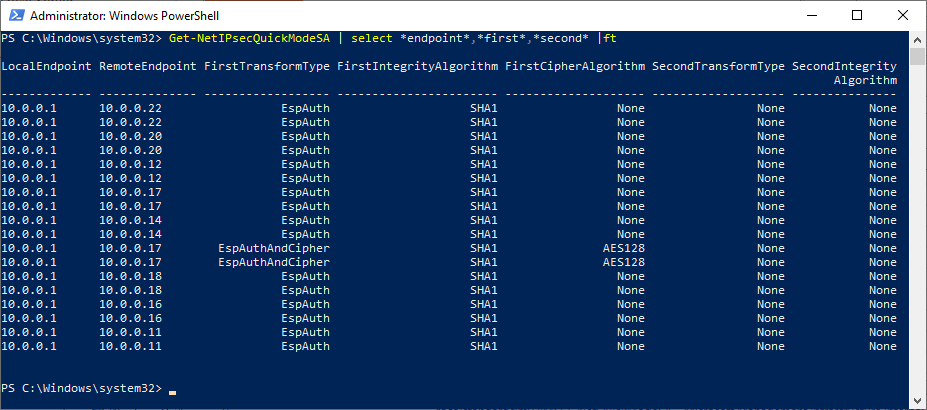 Administrator: Windows PowerShell
PS C:\Windows\system32> Get-NetIPsecQuickModeSA | select *endpoint*,*first*,*second* |ft
LocalEndpoint RemoteEndpoint FirstTransformType FirstIntegrityAlgorithm FirstCipherAlgorithm SecondTransformType SecondIntegrity
Algorithm
------------- -------------- ------------------ ----------------------- -------------------- ------------------- ---------------
10.0.0.1 10.0.0.22 EspAuth SHA1 None None None
10.0.0.1 10.0.0.22 EspAuth SHA1 None None None
10.0.0.1 10.0.0.20 EspAuth SHA1 None None None
10.0.0.1 10.0.0.20 EspAuth SHA1 None None None
10.0.0.1 10.0.0.12 EspAuth SHA1 None None None
10.0.0.1 10.0.0.12 EspAuth SHA1 None None None
10.0.0.1 10.0.0.17 EspAuth SHA1 None None None
10.0.0.1 10.0.0.17 EspAuth SHA1 None None None
10.0.0.1 10.0.0.14 EspAuth SHA1 None None None
10.0.0.1 10.0.0.14 EspAuth SHA1 None None None
10.0.0.1 10.0.0.17 EspAuthAndCipher SHA1 AES128 None None
10.0.0.1 10.0.0.17 EspAuthAndCipher SHA1 AES128 None None
10.0.0.1 10.0.0.18 EspAuth SHA1 None None None
10.0.0.1 10.0.0.18 EspAuth SHA1 None None None
10.0.0.1 10.0.0.16 EspAuth SHA1 None None None
10.0.0.1 10.0.0.16 EspAuth SHA1 None None None
10.0.0.1 10.0.0.11 EspAuth SHA1 None None None
10.0.0.1 10.0.0.11 EspAuth SHA1 None None None
PS C:\Windows\system32>